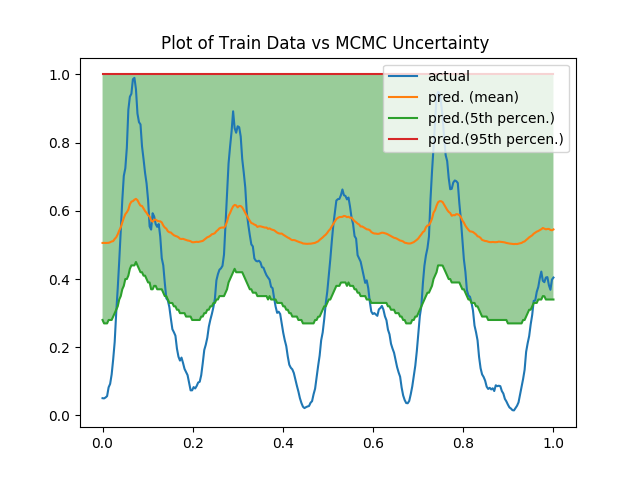 Plot of Train Data vs MCMC Uncertainty
1.0
0.8
0.6
0.4
0.2
0.0
actual
pred. (mean)
pred.(5th percen.)
pred.(95th percen.)
0.0 0.2 0.4 0.6 0.8 1.0